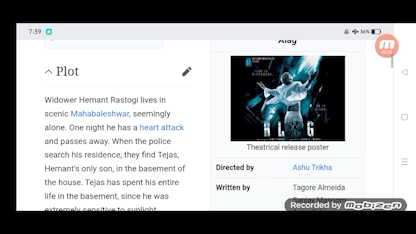 7:39
56%
Alag
Plot
Widower Hemant Rastogi lives in
scenic Mahabaleshwar, seemingly
alone. One night he has a heart attack
and passes away. When the police
search his residence, they find Tejas,
Hemant's only son, in the basement of
the house. Tejas has spent his entire
life in the basement, since he was
extremely sensitive to sunlight.
Theatrical release poster
Directed by Ashu Trikha
Written by Tagore Almeida
Recorded by Mobizen